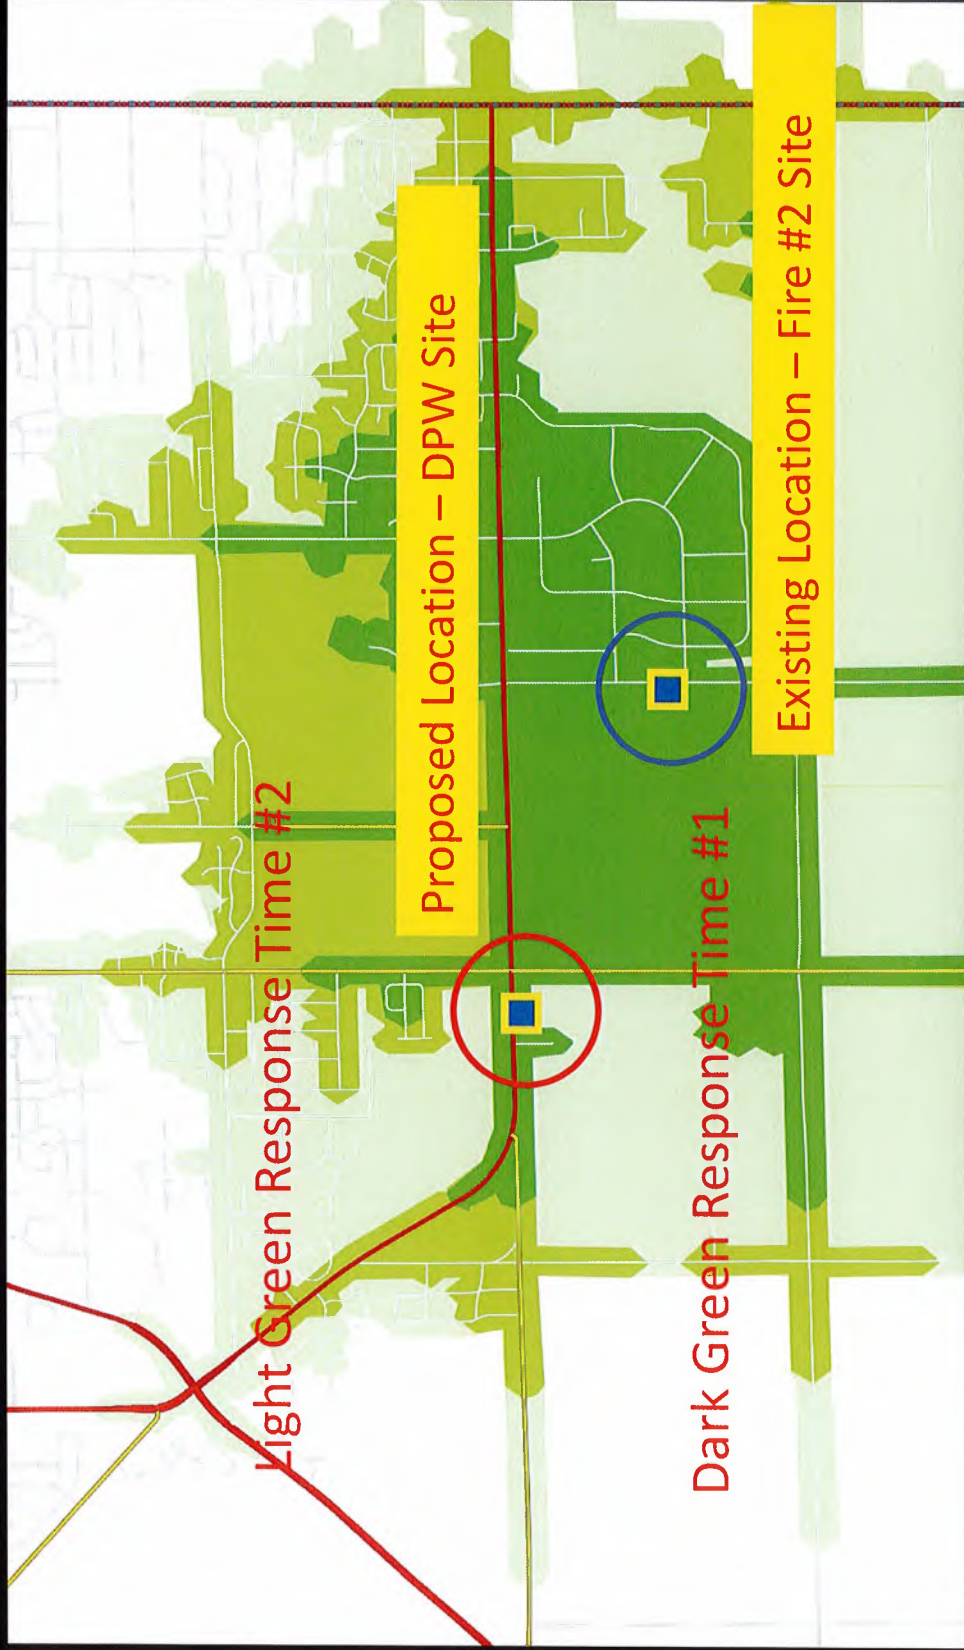 Light Green Response Time #2
Proposed Location – DPW Site
Dark Green Response Time #1
Existing Location – Fire #2 Site